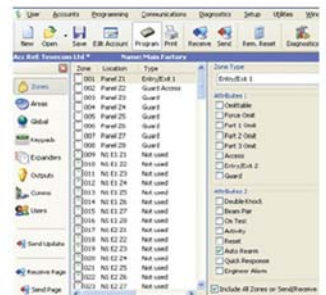 User Accounts Programming Communications Diagnostics Setup Utilities
New Open Save Edit Account Program Print Receive Send Rem. Reset Diagnostics
Name: Main Factory
Zone Location Type
001 Panel Z1 Entry/Exit 1
002 Panel Z2 Guard Access
003 Panel Z3 Guard
004 Panel Z4 Guard
005 Panel Z5 Guard
006 Panel Z6 Guard
007 Panel Z7 Guard
008 Panel Z8 Guard
009 N1 E1 Z1 Not used
010 N1 E1 Z2 Not used
011 N1 E1 Z3 Not used
012 N1 E1 Z4 Not used
013 N1 E1 Z5 Not used
014 N1 E1 Z6 Not used
015 N1 E1 Z7 Not used
016 N1 E1 Z8 Not used
017 N1 E2 Z1 Not used
018 N1 E2 Z2 Not used
019 N1 E2 Z3 Not used
020 N1 E2 Z4 Not used
021 N1 E2 Z5 Not used
022 N1 E2 Z6 Not used
023 N1 E2 Z7 Not used
Zones
Areas
Global
Keypads
Expanders
Outputs
Comms
Users
Send Update
Receive Page
Send Page
Zone Type
Entry/Exit 1
Attributes 1
Omittable
Force Omit
Part 1 Omit
Part 2 Omit
Part 3 Omit
Access
Entry/Exit 2
Guard
Attributes 2
Double Knock
Beam Pair
On Test
Activity
Reset
Auto Rearm
Quick Response
Engineer Alarm
Include All Zones or Send/Receive